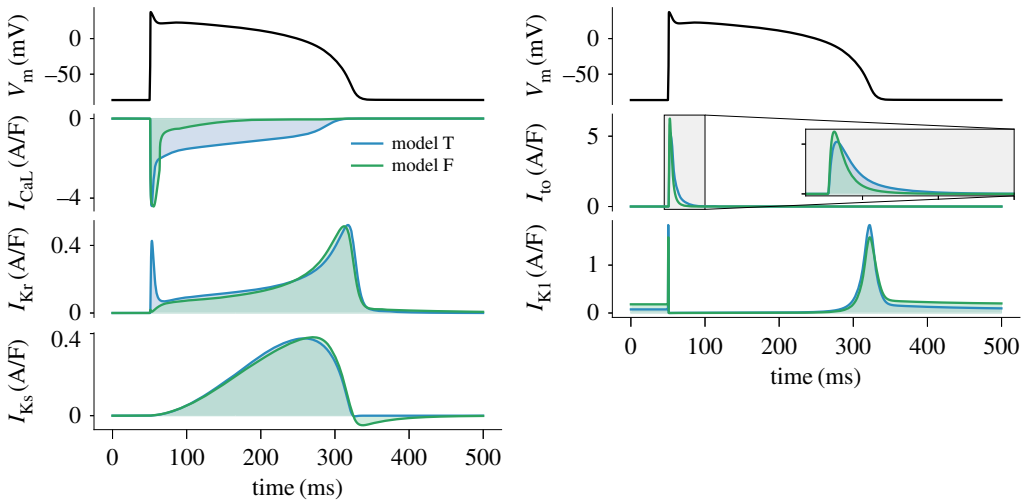 V_m (mV)
0
−50
I_CaL (A/F)
0
−4
model T
model F
I_Kr (A/F)
0.4
0
I_Ks (A/F)
0.4
0
0 100 200 300 400 500
time (ms)
V_m (mV)
0
−50
I_to (A/F)
5
0
I_K1 (A/F)
1
0
0 100 200 300 400 500
time (ms)